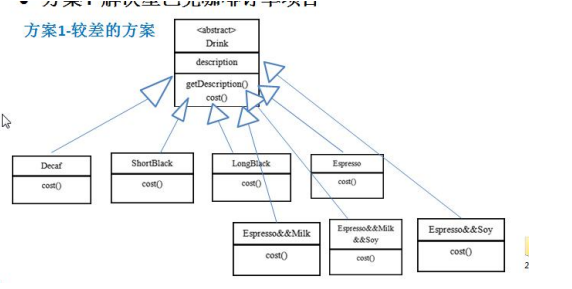 方案1-较差的方案
<abstract>
Drink
description
getDescription()
cost()
Decaf
cost()
ShortBlack
cost()
LongBlack
cost()
Espresso
cost()
Espresso&&Milk
cost()
Espresso&&Milk
&&Soy
cost()
Espresso&&Soy
cost()
2